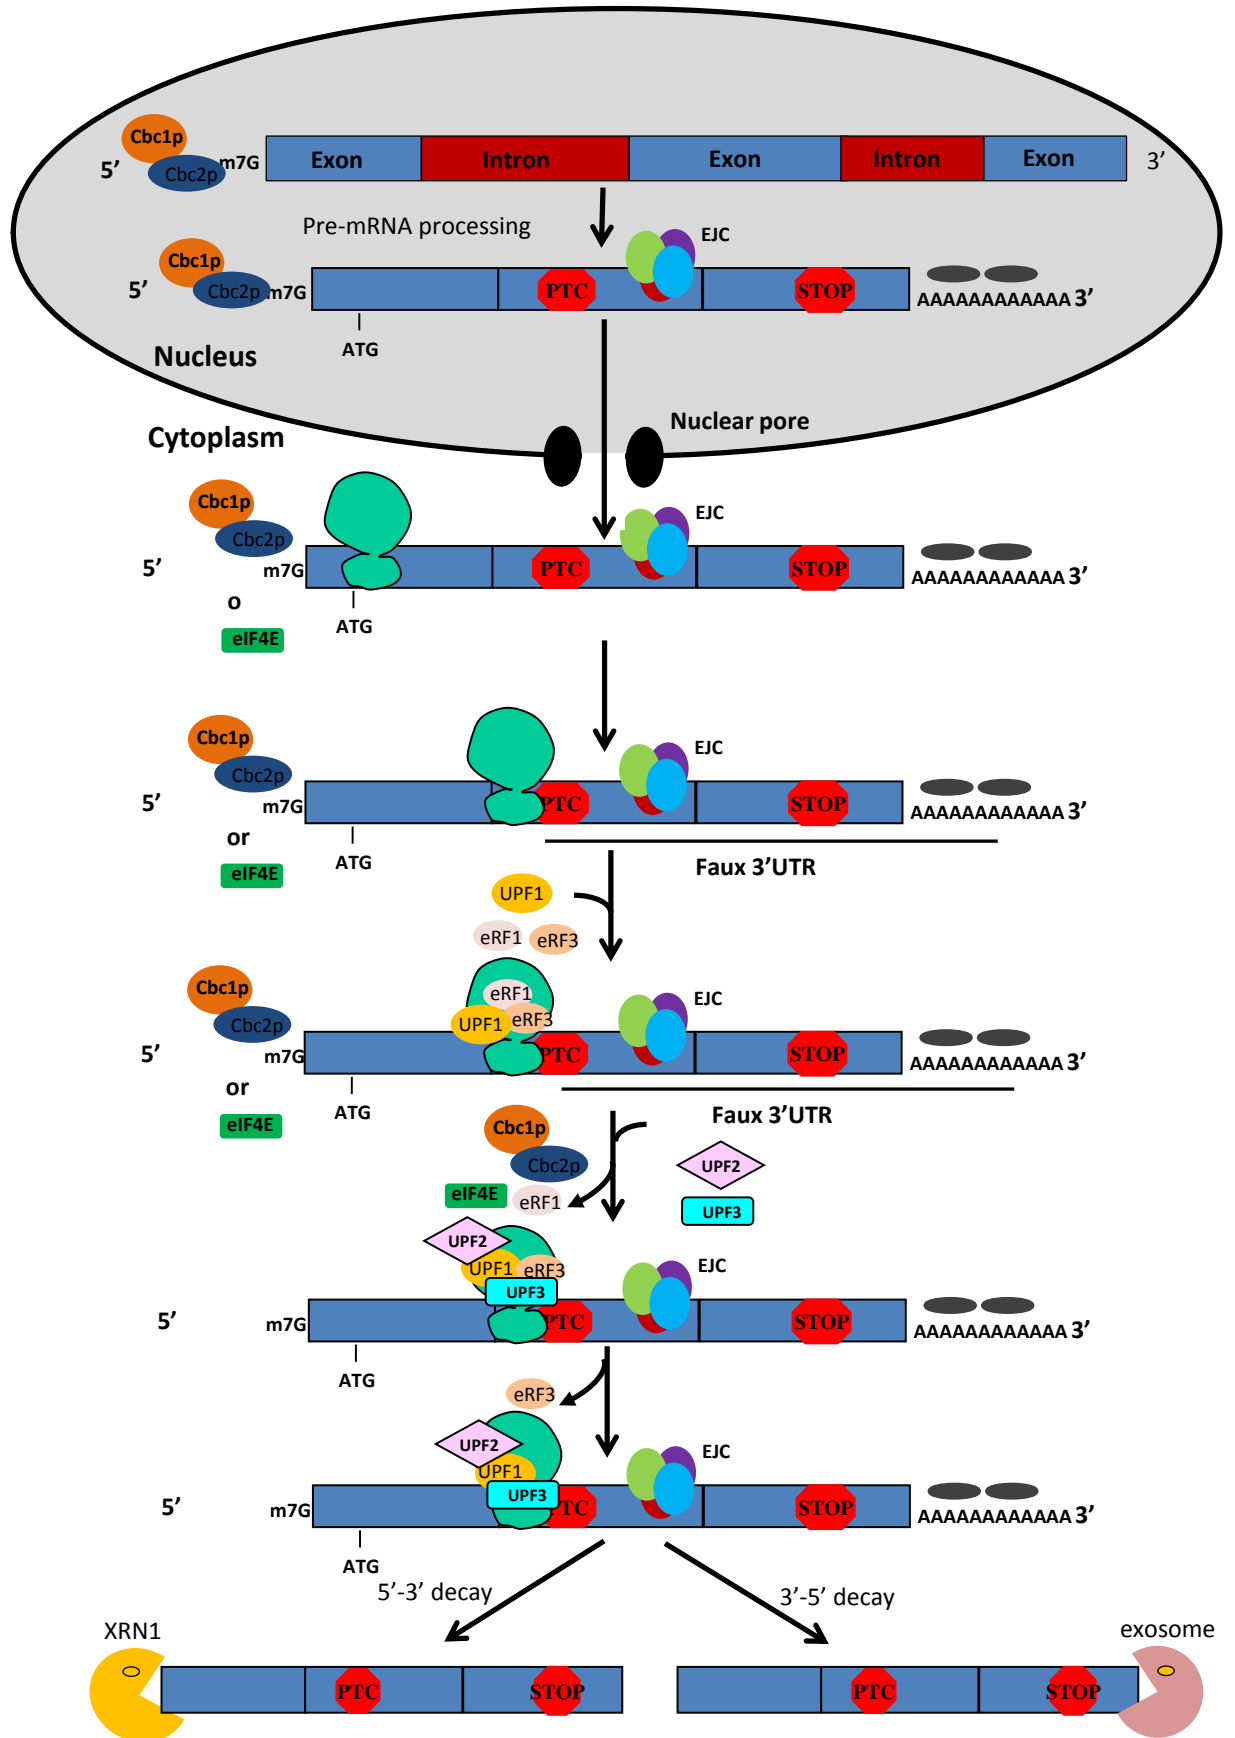 Cbc1p
5’ Cbc2p m7G Exon Intron Exon Intron Exon 3’
Pre-mRNA processing
EJC
Cbc1p
5’ Cbc2p m7G PTC STOP AAAAAAAAAAAA 3’
ATG
Nucleus
Nuclear pore
Cytoplasm
Cbc1p
EJC
Cbc2p
5’ m7G PTC STOP AAAAAAAAAAAA 3’
o
ATG
eIF4E
Cbc1p
EJC
Cbc2p
5’ m7G PTC STOP AAAAAAAAAAAA 3’
or
ATG
Faux 3’UTR
eIF4E
UPF1
eRF1 eRF3
Cbc1p
eRF1
EJC
Cbc2p UPF1 eRF3
5’ m7G PTC STOP AAAAAAAAAAAA 3’
or
ATG
Faux 3’UTR
eIF4E
Cbc1p
Cbc2p UPF2
eIF4E eRF1
UPF3
UPF2
EJC
UPF1 eRF3
UPF3
5’ m7G PTC STOP AAAAAAAAAAAA 3’
ATG
eRF3
UPF2
EJC
UPF1
UPF3
5’ m7G PTC STOP AAAAAAAAAAAA 3’
ATG
5’-3’ decay 3’-5’ decay
XRN1 exosome
PTC STOP PTC STOP